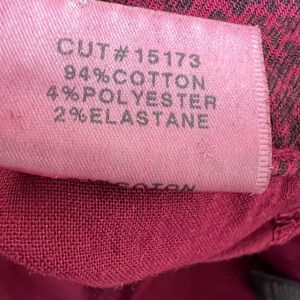 CUT#15173
94%COTTON
4%POLYESTER
2%ELASTANE